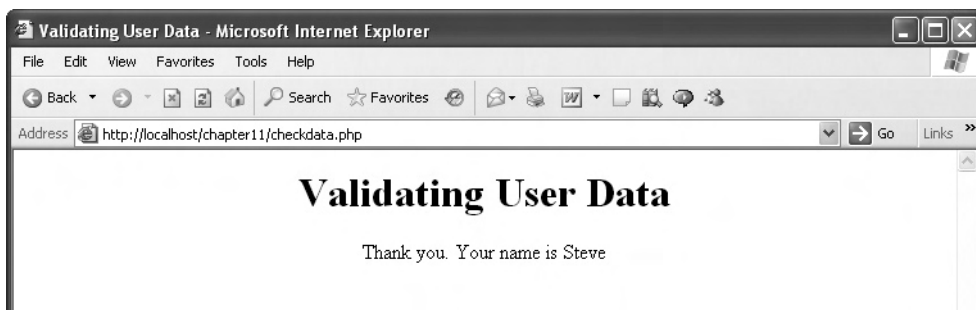 Validating User Data - Microsoft Internet Explorer
File Edit View Favorites Tools Help
Back Search Favorites
Address http://localhost/chapter11/checkdata.php Go Links »
Validating User Data
Thank you. Your name is Steve